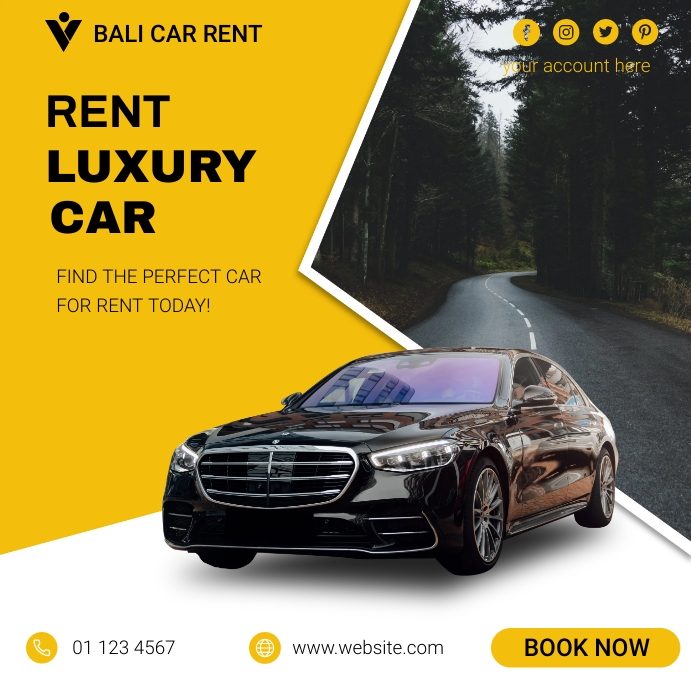 BALI CAR RENT
your account here
RENT
LUXURY
CAR
FIND THE PERFECT CAR
FOR RENT TODAY!
01 123 4567
www.website.com
BOOK NOW